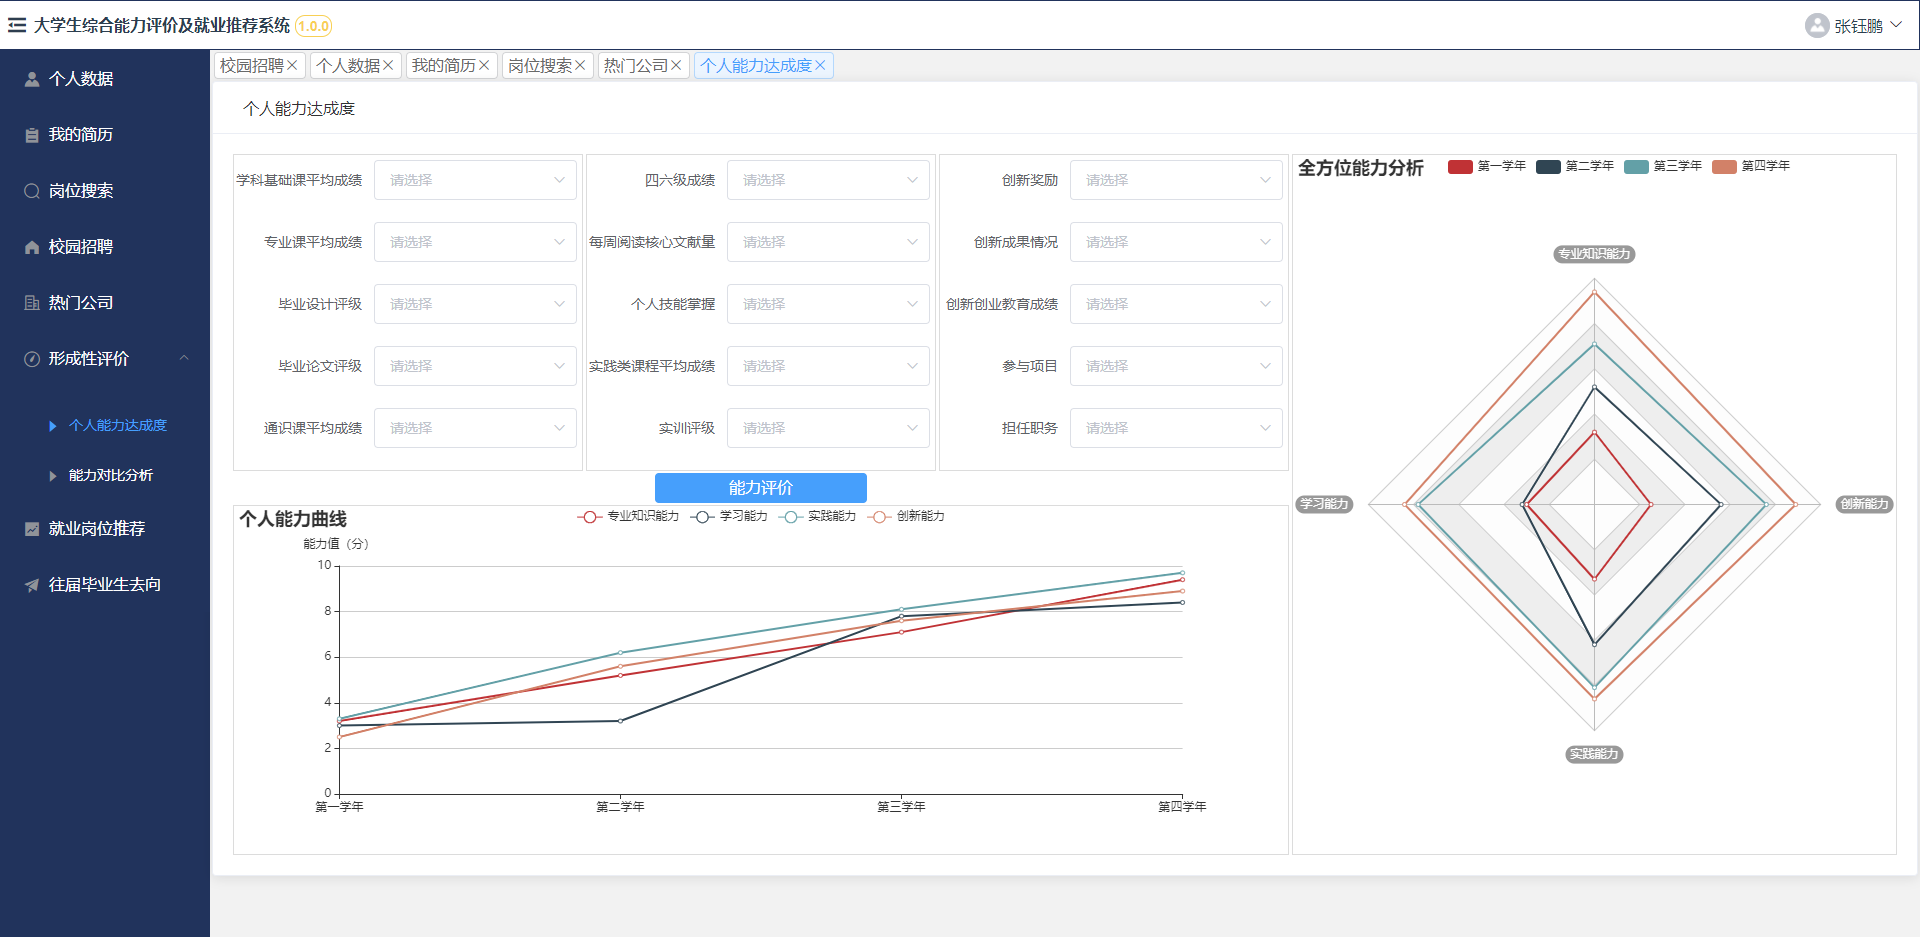 大学生综合能力评价及就业推荐系统 1.0.0
张钰鹏
个人数据
我的简历
岗位搜索
校园招聘
热门公司
形成性评价
个人能力达成度
能力对比分析
就业岗位推荐
往届毕业生去向
校园招聘 个人数据 我的简历 岗位搜索 热门公司 个人能力达成度
个人能力达成度
学科基础课平均成绩 请选择
专业课平均成绩 请选择
毕业设计评级 请选择
毕业论文评级 请选择
通识课平均成绩 请选择
四六级成绩 请选择
每周阅读核心文献量 请选择
个人技能掌握 请选择
实践类课程平均成绩 请选择
实训评级 请选择
创新奖励 请选择
创新成果情况 请选择
创新创业教育成绩 请选择
参与项目 请选择
担任职务 请选择
能力评价
个人能力曲线
专业知识能力 学习能力 实践能力 创新能力
能力值（分）
10
8
6
4
2
0
第一学年 第二学年 第三学年 第四学年
全方位能力分析
第一学年 第二学年 第三学年 第四学年
专业知识能力
学习能力
创新能力
实践能力